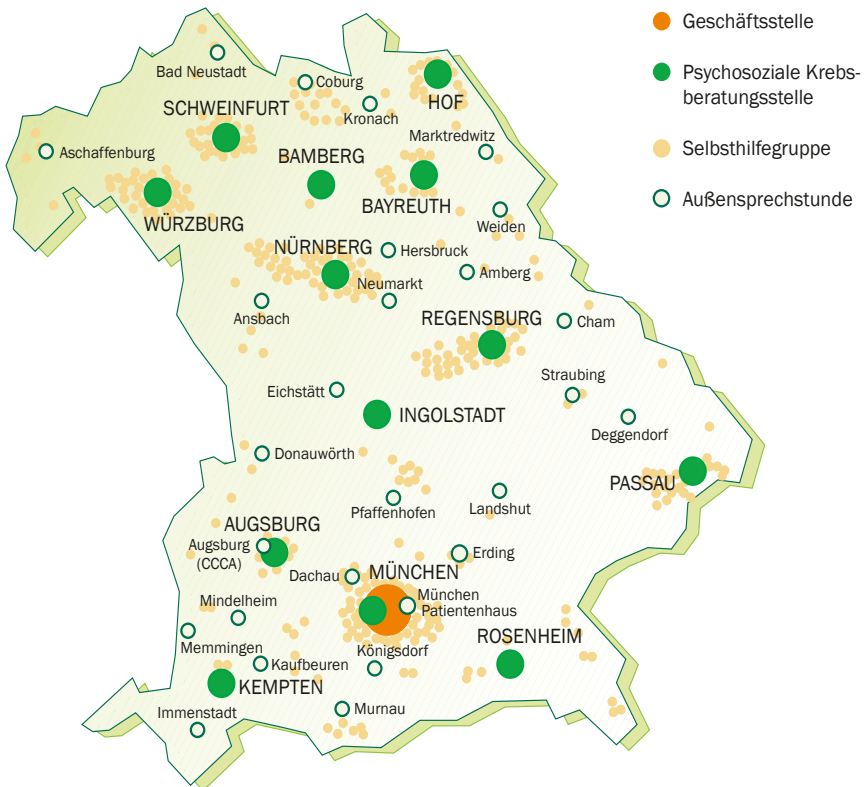 Geschäftsstelle
Psychosoziale Krebs-
beratungsstelle
Selbsthilfegruppe
Außensprechstunde
Bad Neustadt
Coburg
HOF
SCHWEINFURT
Kronach
Marktredwitz
Aschaffenburg
BAMBERG
BAYREUTH
WÜRZBURG
Weiden
NÜRNBERG
Hersbruck
Amberg
Neumarkt
Ansbach
REGENSBURG
Cham
Straubing
Eichstätt
INGOLSTADT
Deggendorf
Donauwörth
PASSAU
Pfaffenhofen
Landshut
AUGSBURG
Augsburg
(CCCA)
Erding
Dachau
MÜNCHEN
München
Patientenhaus
Mindelheim
Memmingen
Königsdorf
ROSENHEIM
Kaufbeuren
KEMPTEN
Immenstadt
Murnau